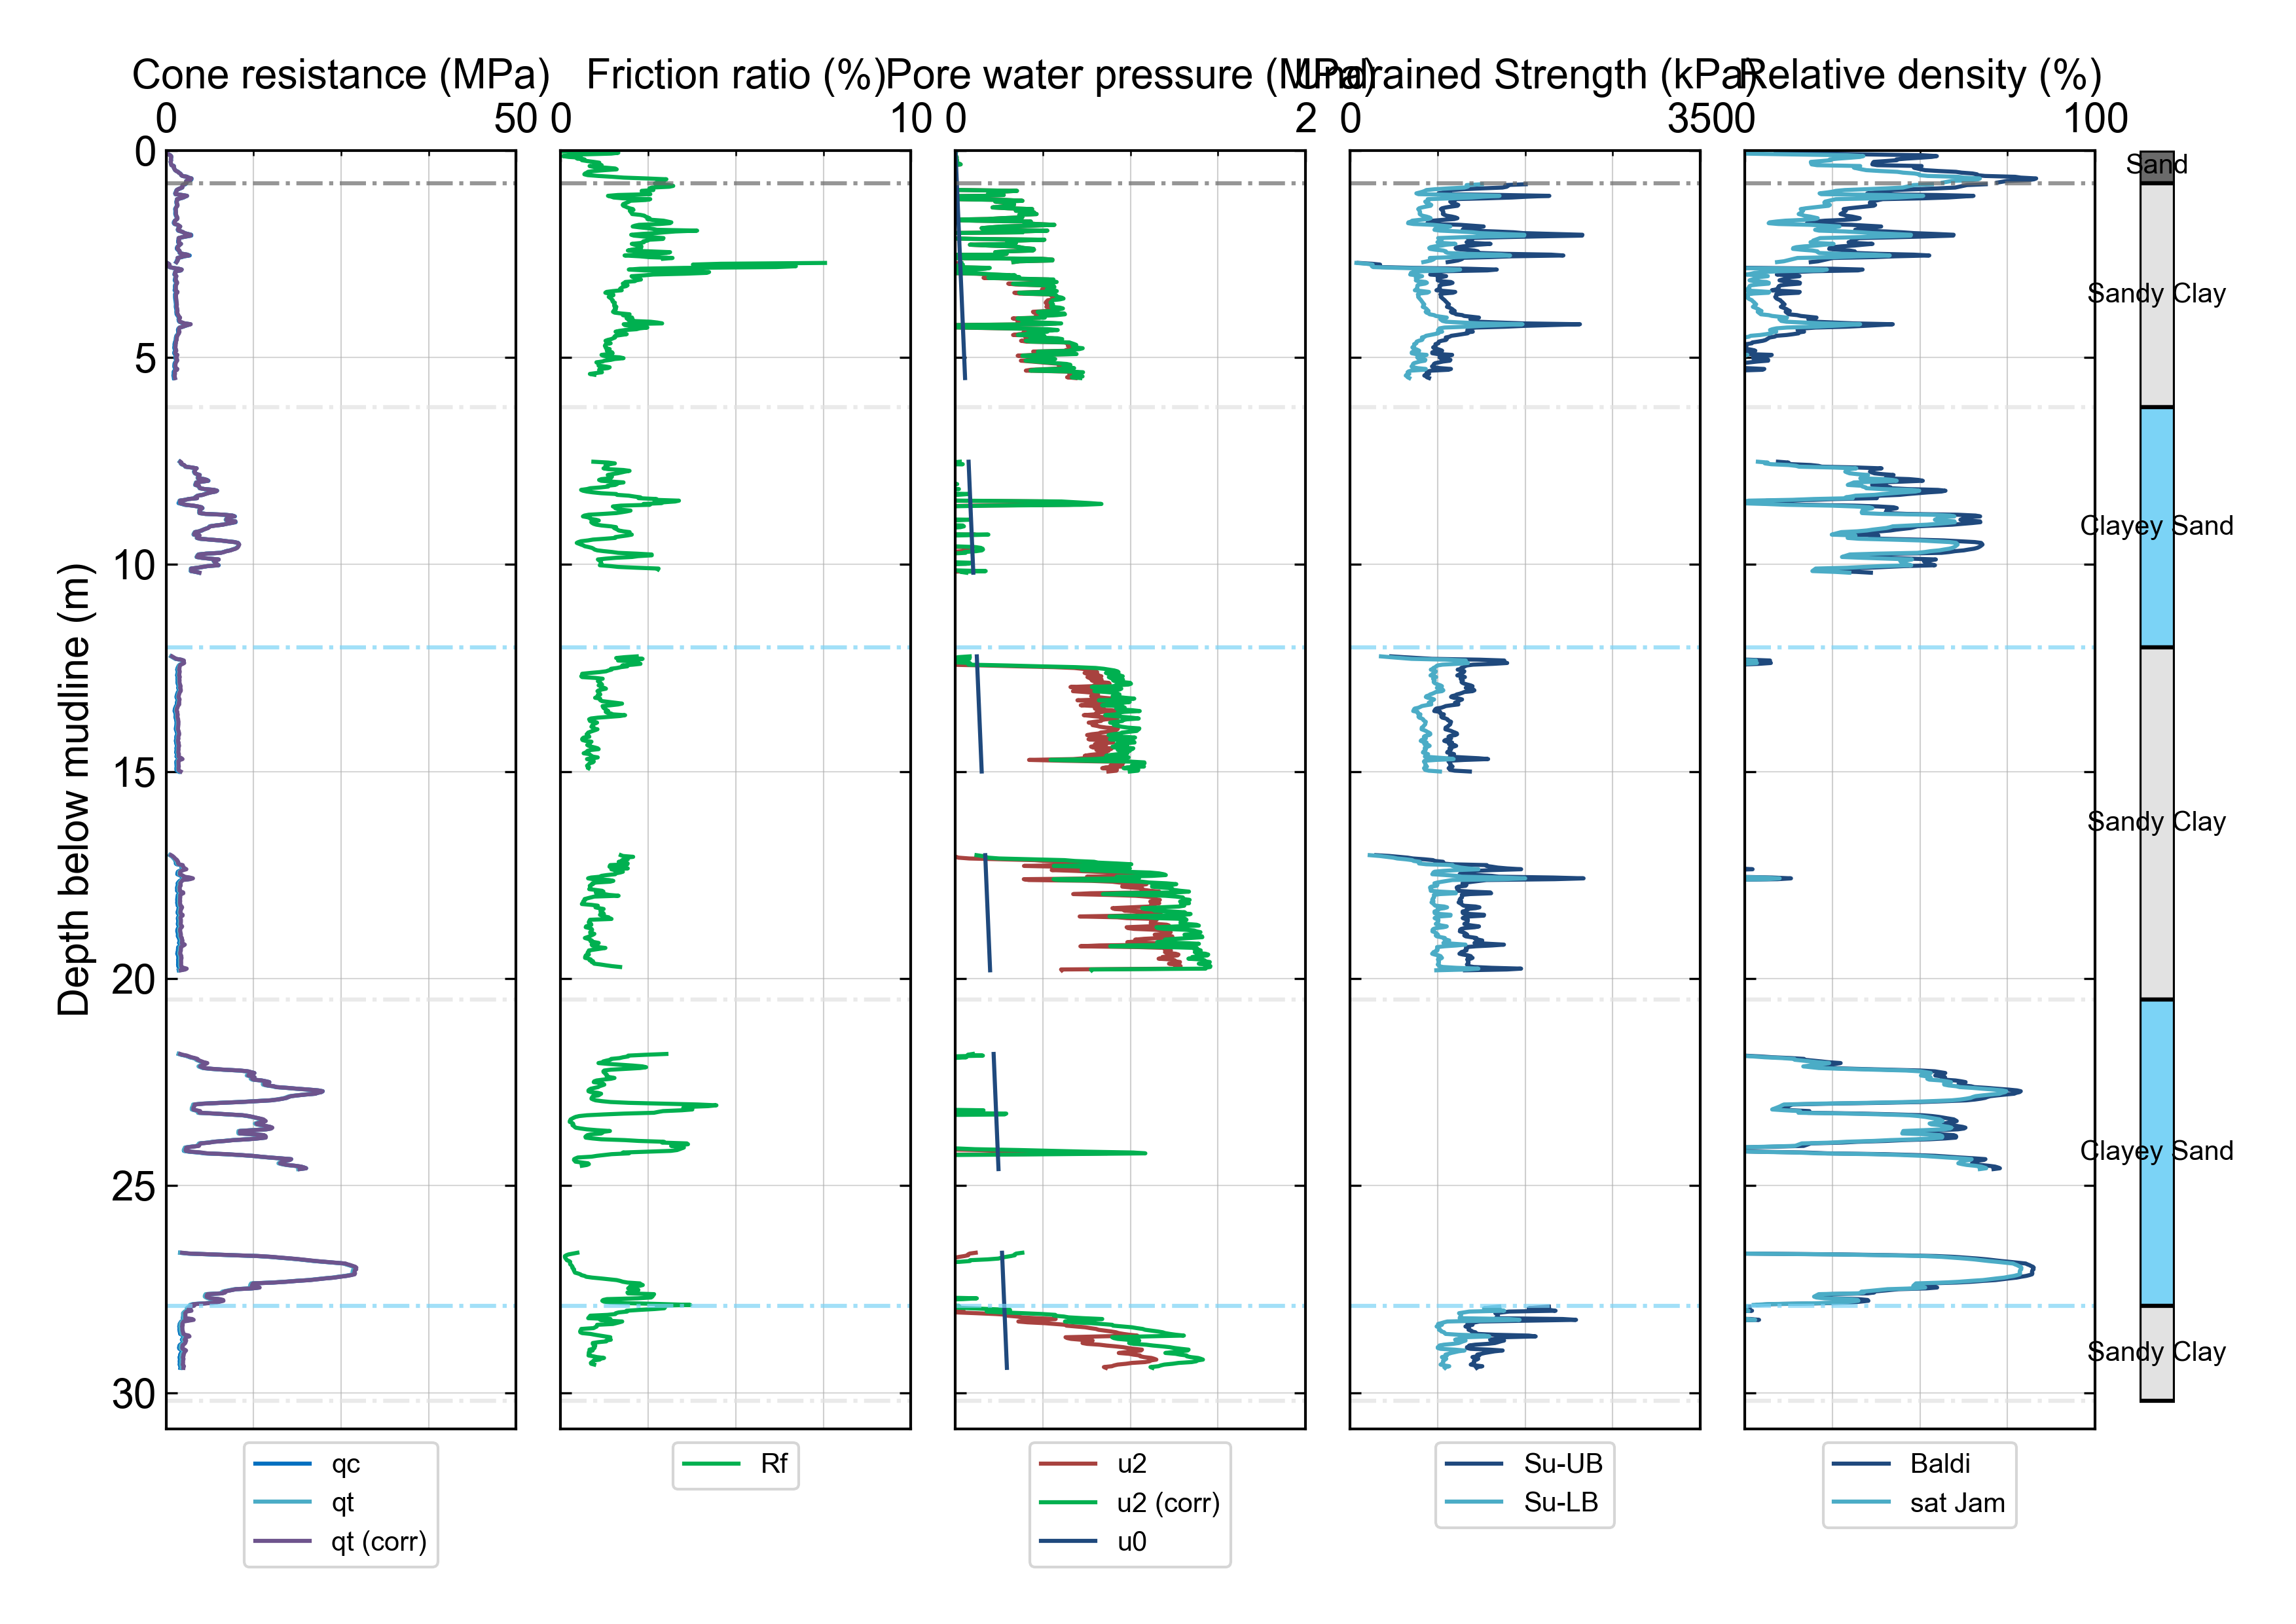 Cone resistance (MPa)
Friction ratio (%)
Pore water pressure (MPa)
Undrained Strength (kPa)
Relative density (%)
0 50
0 10
0 2
0 350
0 100
0
5
10
15
20
25
30
Depth below mudline (m)
Sand
Sandy Clay
Clayey Sand
Sandy Clay
Clayey Sand
Sandy Clay
qc
qt
qt (corr)
Rf
u2
u2 (corr)
u0
Su-UB
Su-LB
Baldi
sat Jam